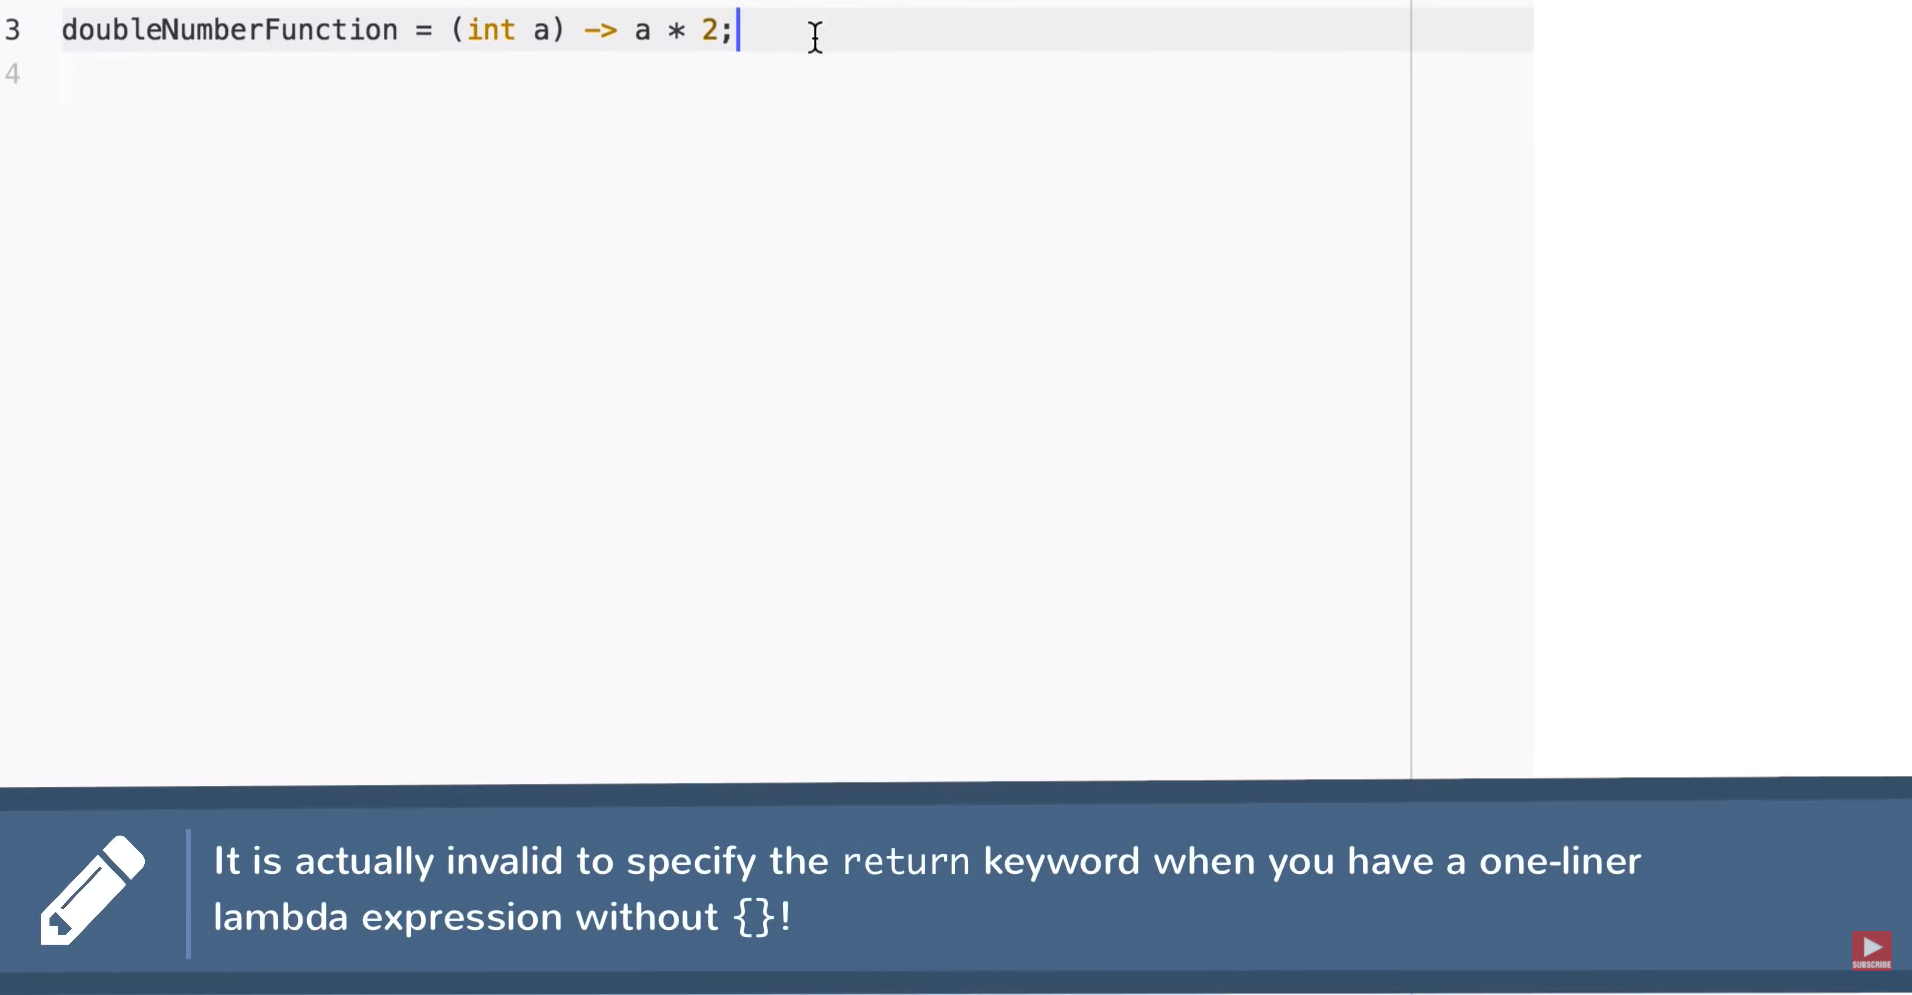 3 doubleNumberFunction = (int a) -> a * 2;
4
It is actually invalid to specify the return keyword when you have a one-liner
lambda expression without {}!
SUBSCRIBE